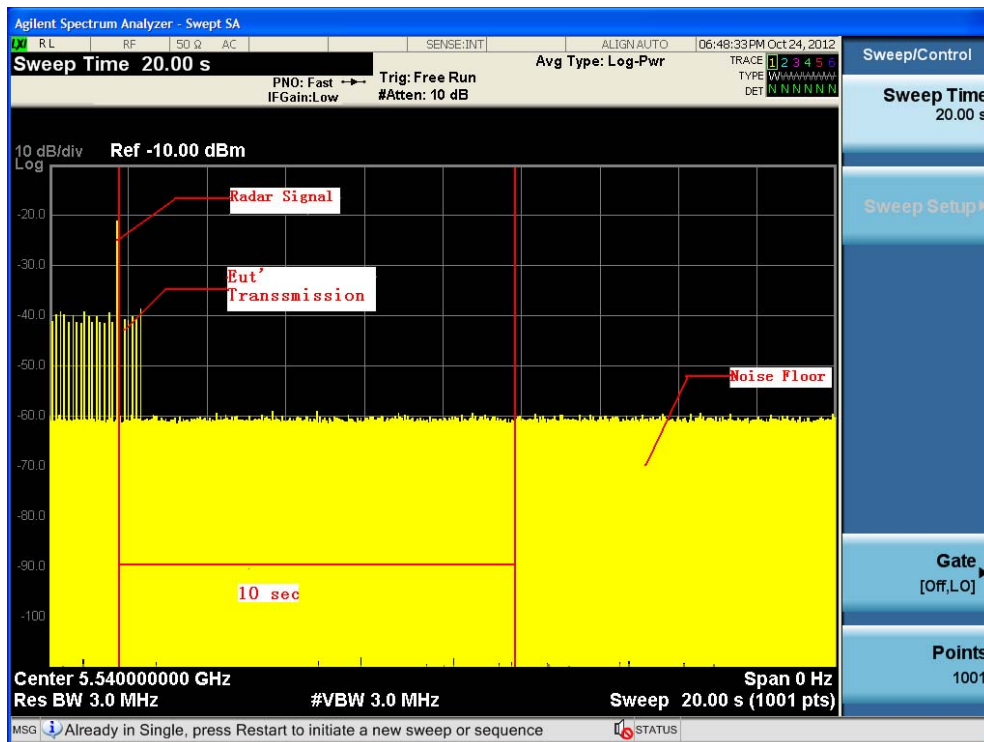 Agilent Spectrum Analyzer - Swept SA
LXI RL RF 50 Ω AC SENSE:INT ALIGNAUTO 06:48:33PM Oct 24, 2012
Sweep Time 20.00 s
PNO: Fast
IFGain:Low
Trig: Free Run
#Atten: 10 dB
Avg Type: Log-Pwr
TRACE 1 2 3 4 5 6
TYPE WWWWWW
DET N N N N N N
10 dB/div
Log
Ref -10.00 dBm
-20.0
-30.0
-40.0
-50.0
-60.0
-70.0
-80.0
-90.0
-100
Radar Signal
Eut'
Transsmission
Noise Floor
10 sec
Center 5.540000000 GHz
Span 0 Hz
Res BW 3.0 MHz
#VBW 3.0 MHz
Sweep 20.00 s (1001 pts)
MSG Already in Single, press Restart to initiate a new sweep or sequence
STATUS
Sweep/Control
Sweep Time
20.00 s
Sweep Setup
Gate
[Off,LO]
Points
1001